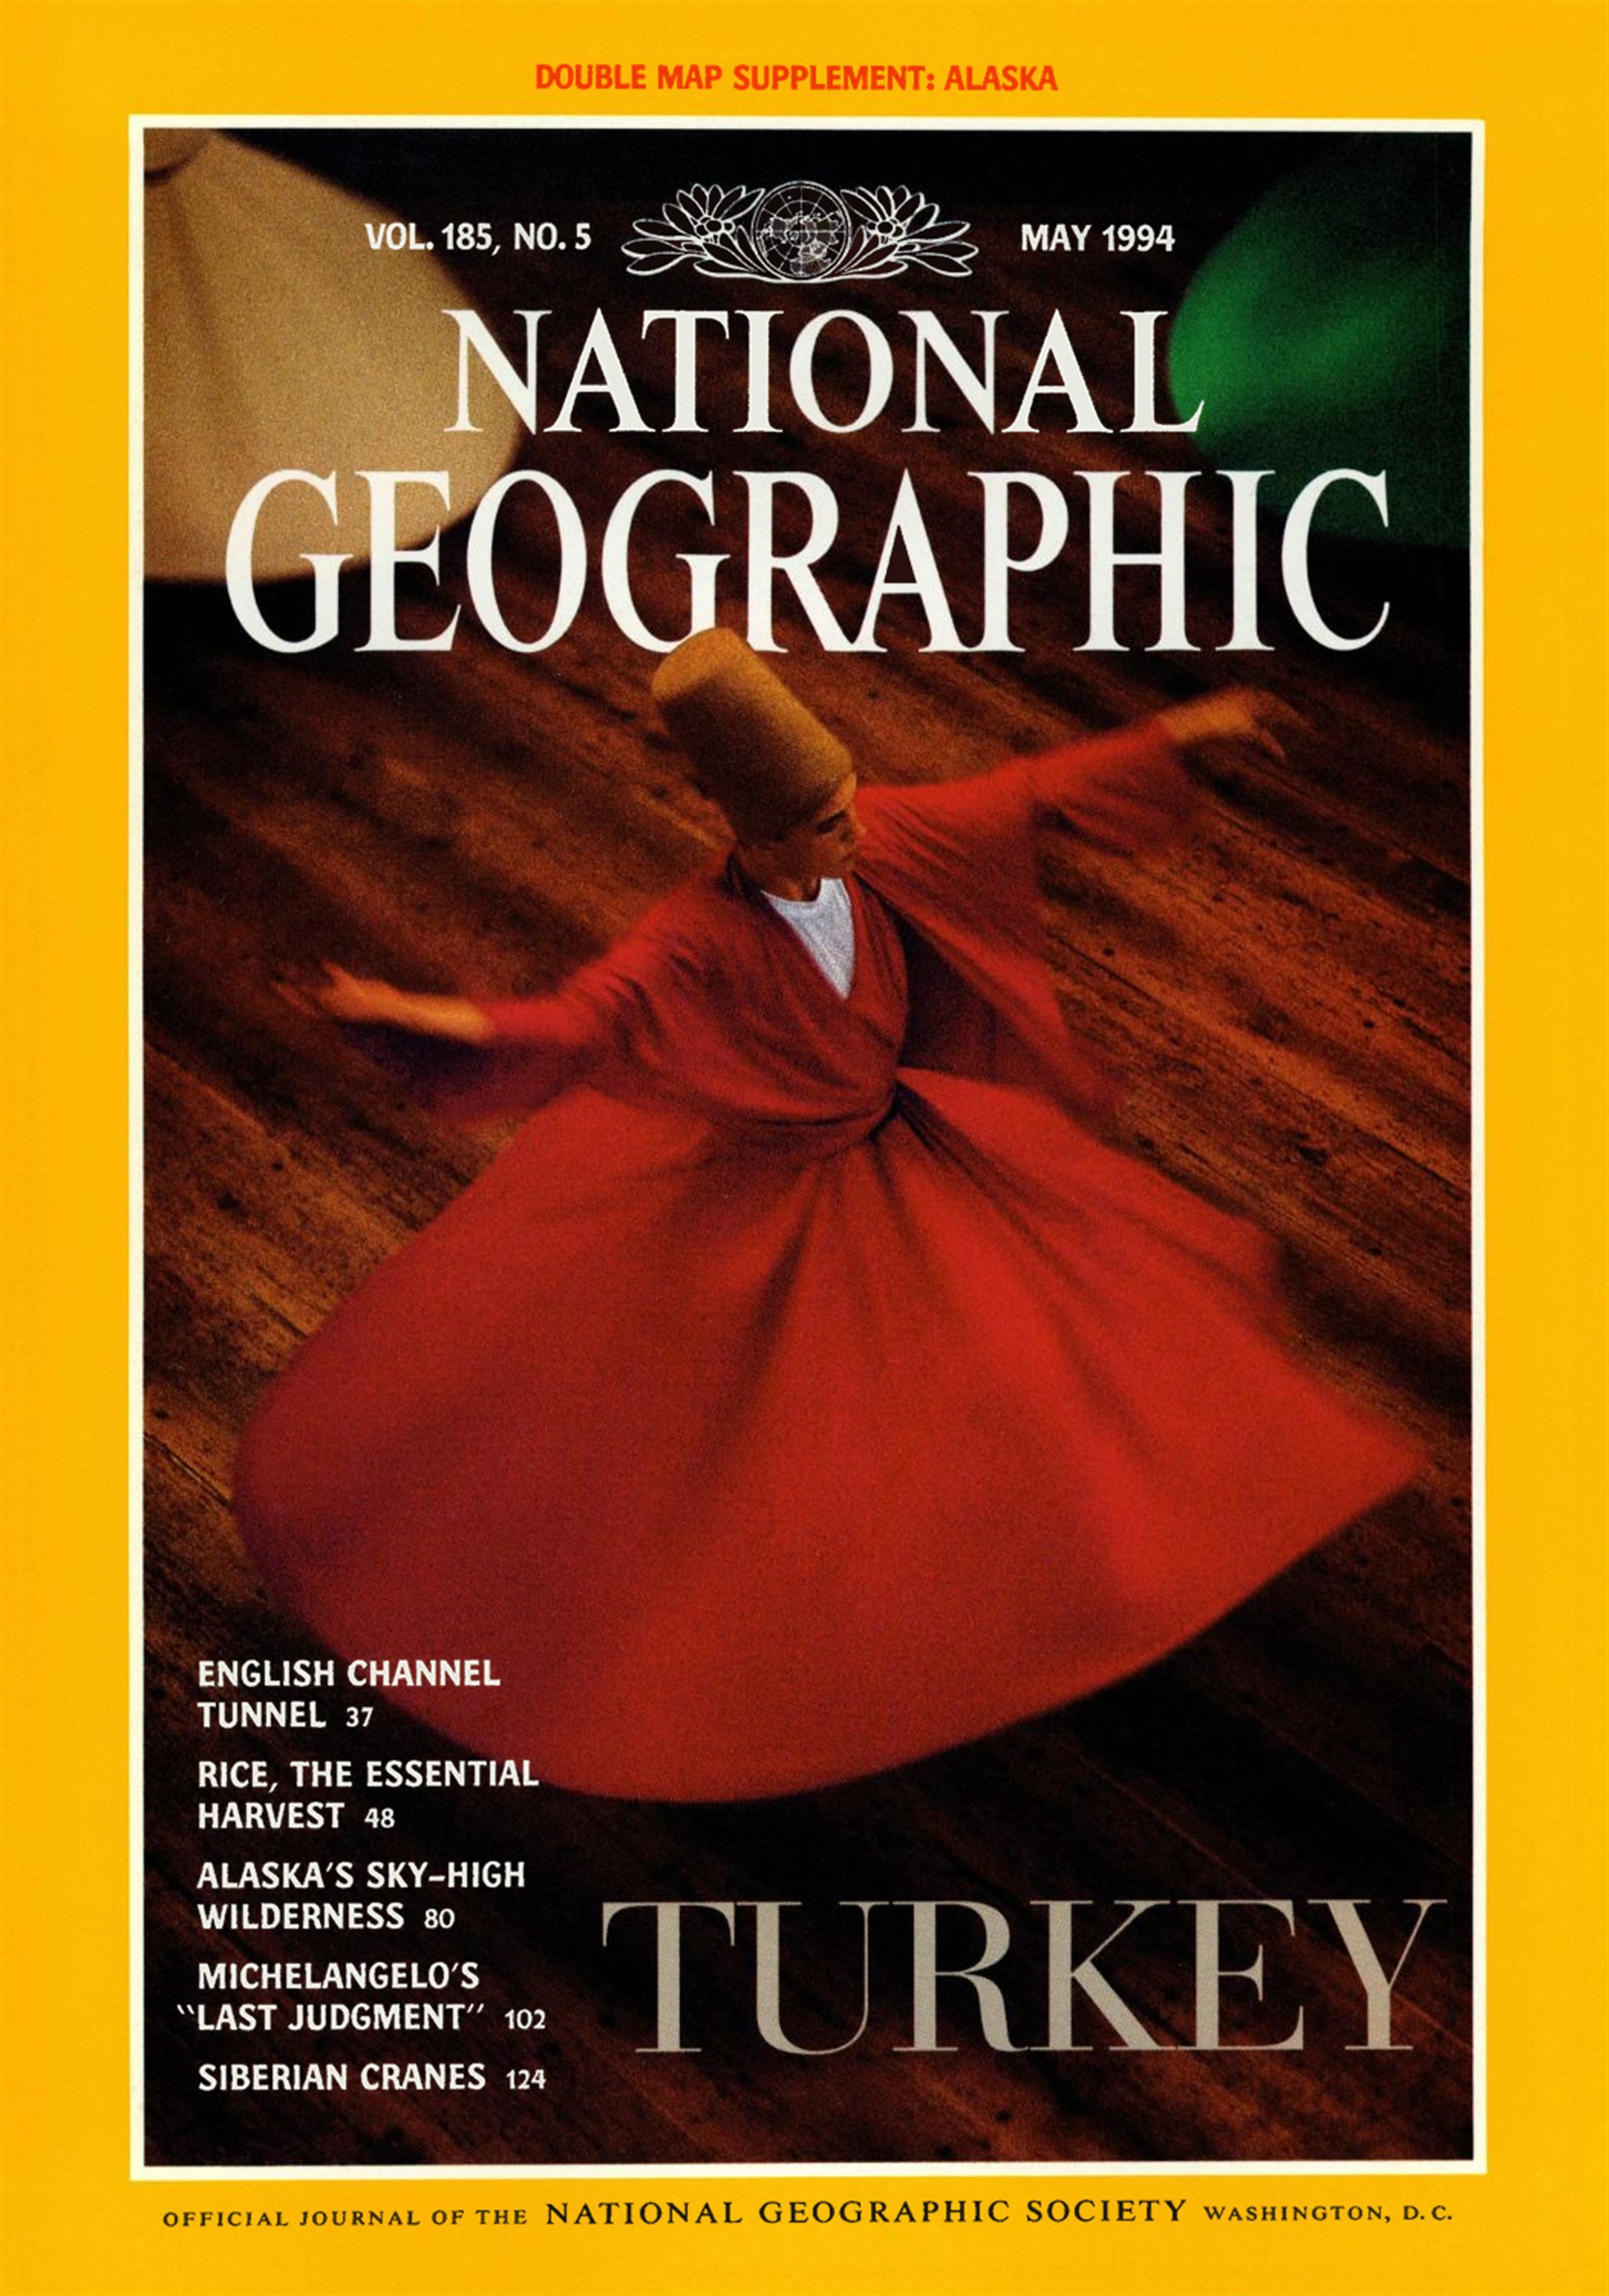 DOUBLE MAP SUPPLEMENT: ALASKA
VOL. 185, NO. 5
MAY 1994
NATIONAL
GEOGRAPHIC
ENGLISH CHANNEL
TUNNEL 37
RICE, THE ESSENTIAL
HARVEST 48
ALASKA'S SKY-HIGH
WILDERNESS 80
MICHELANGELO'S
"LAST JUDGMENT" 102
SIBERIAN CRANES 124
TURKEY
OFFICIAL JOURNAL OF THE NATIONAL GEOGRAPHIC SOCIETY WASHINGTON, D.C.